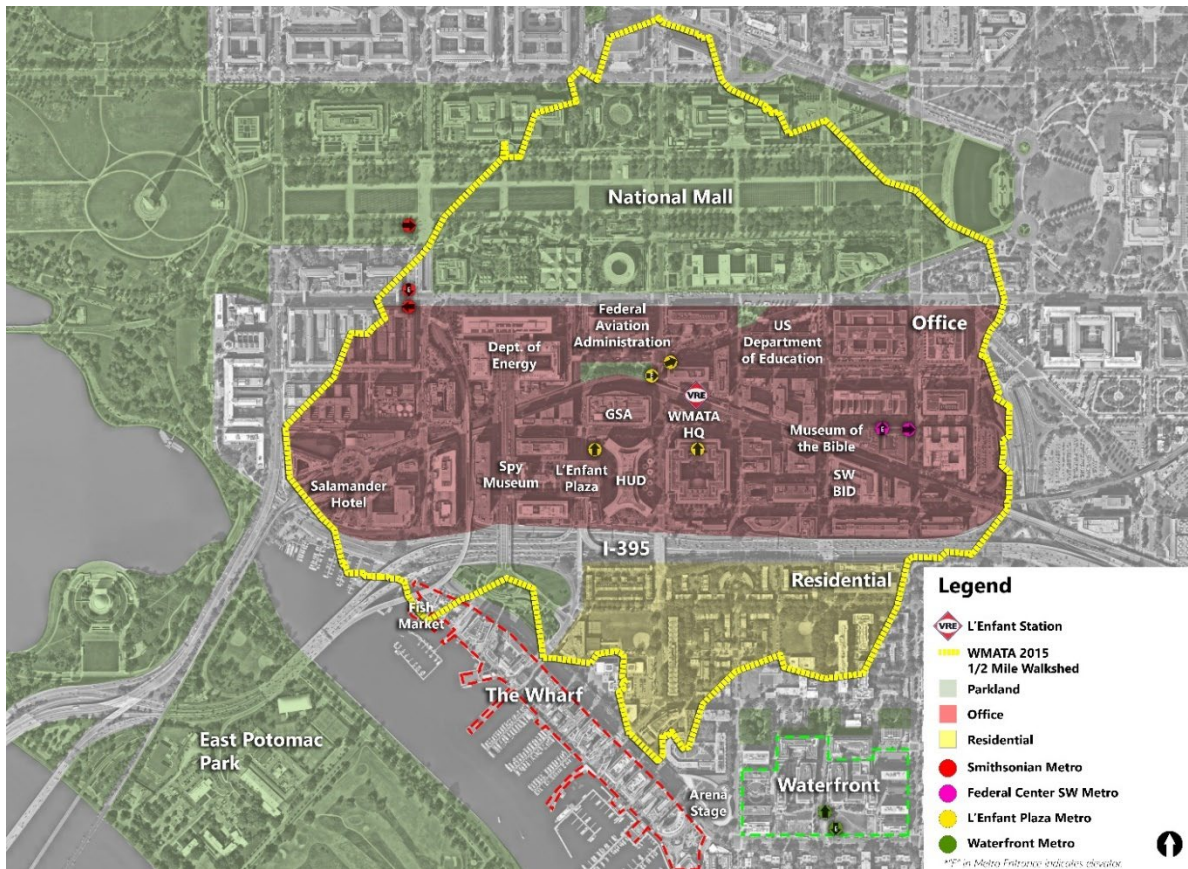 National Mall
Federal
Aviation
Administration
US
Department
of Education
Office
Dept. of
Energy
VRE
GSA
WMATA
HQ
Museum of
the Bible
E
Spy
Museum
L'Enfant
Plaza
HUD
SW
BID
Salamander
Hotel
I-395
Residential
Fish
Market
The Wharf
East Potomac
Park
Arena
Stage
Waterfront
Legend
VRE L'Enfant Station
WMATA 2015
1/2 Mile Walkshed
Parkland
Office
Residential
Smithsonian Metro
Federal Center SW Metro
L'Enfant Plaza Metro
Waterfront Metro
*"E" in Metro Entrance indicates elevator.